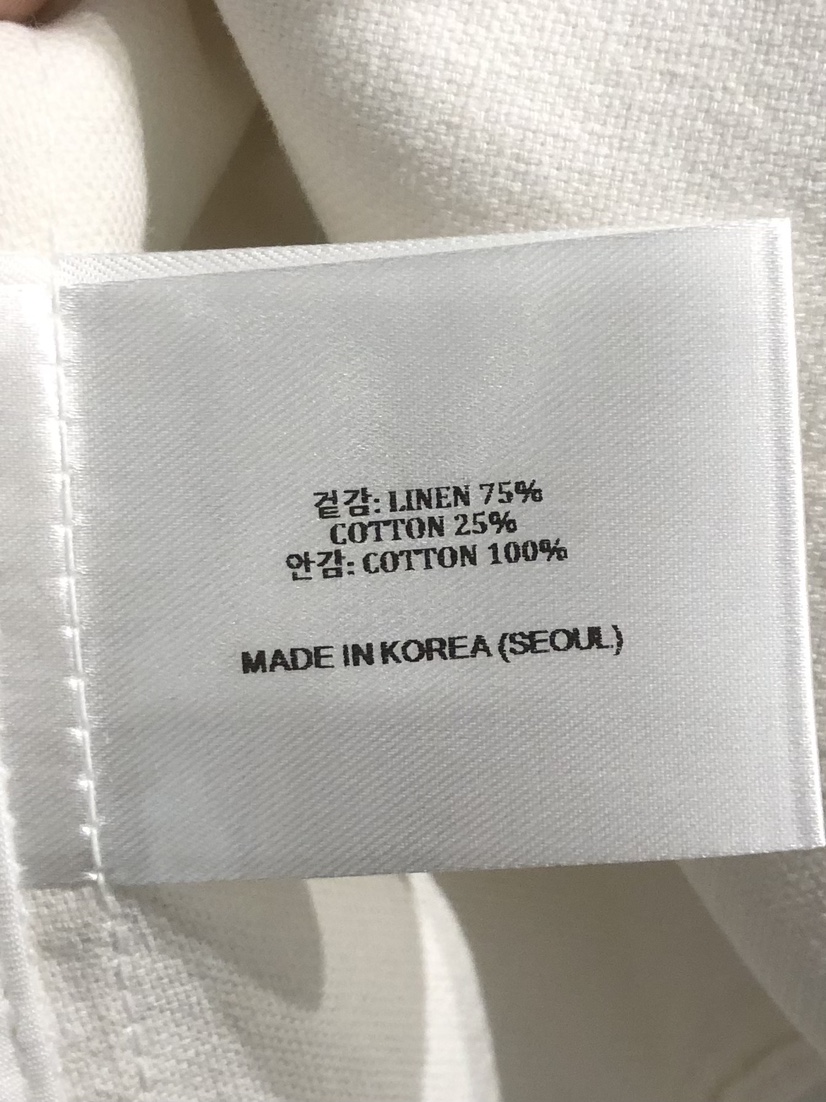 겉감: LINEN 75%
COTTON 25%
안감: COTTON 100%
MADE IN KOREA (SEOUL)